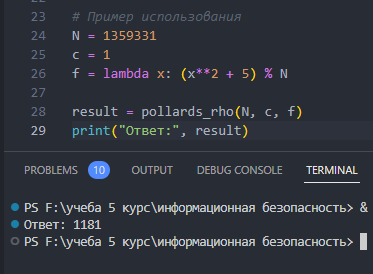 22
23 # Пример использования
24 N = 1359331
25 c = 1
26 f = lambda x: (x**2 + 5) % N
27
28 result = pollards_rho(N, c, f)
29 print("Ответ:", result)
PROBLEMS 10 OUTPUT DEBUG CONSOLE TERMINAL
PS F:\учеба 5 курс\информационная безопасность> &
Ответ: 1181
PS F:\учеба 5 курс\информационная безопасность>